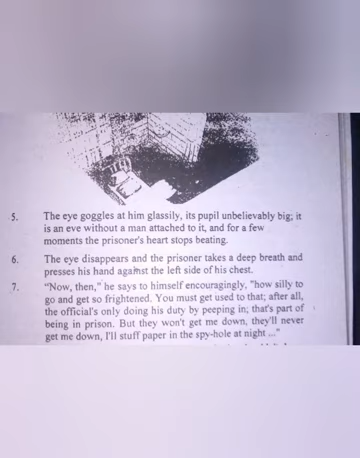 5. The eye goggles at him glassily, its pupil unbelievably big; it
is an eve without a man attached to it, and for a few
moments the prisoner's heart stops beating.
6. The eye disappears and the prisoner takes a deep breath and
presses his hand against the left side of his chest.
7. "Now, then," he says to himself encouragingly, "how silly to
go and get so frightened. You must get used to that; after all,
the official's only doing his duty by peeping in; that's part of
being in prison. But they won't get me down, they'll never
get me down, I'll stuff paper in the spy-hole at night ..."